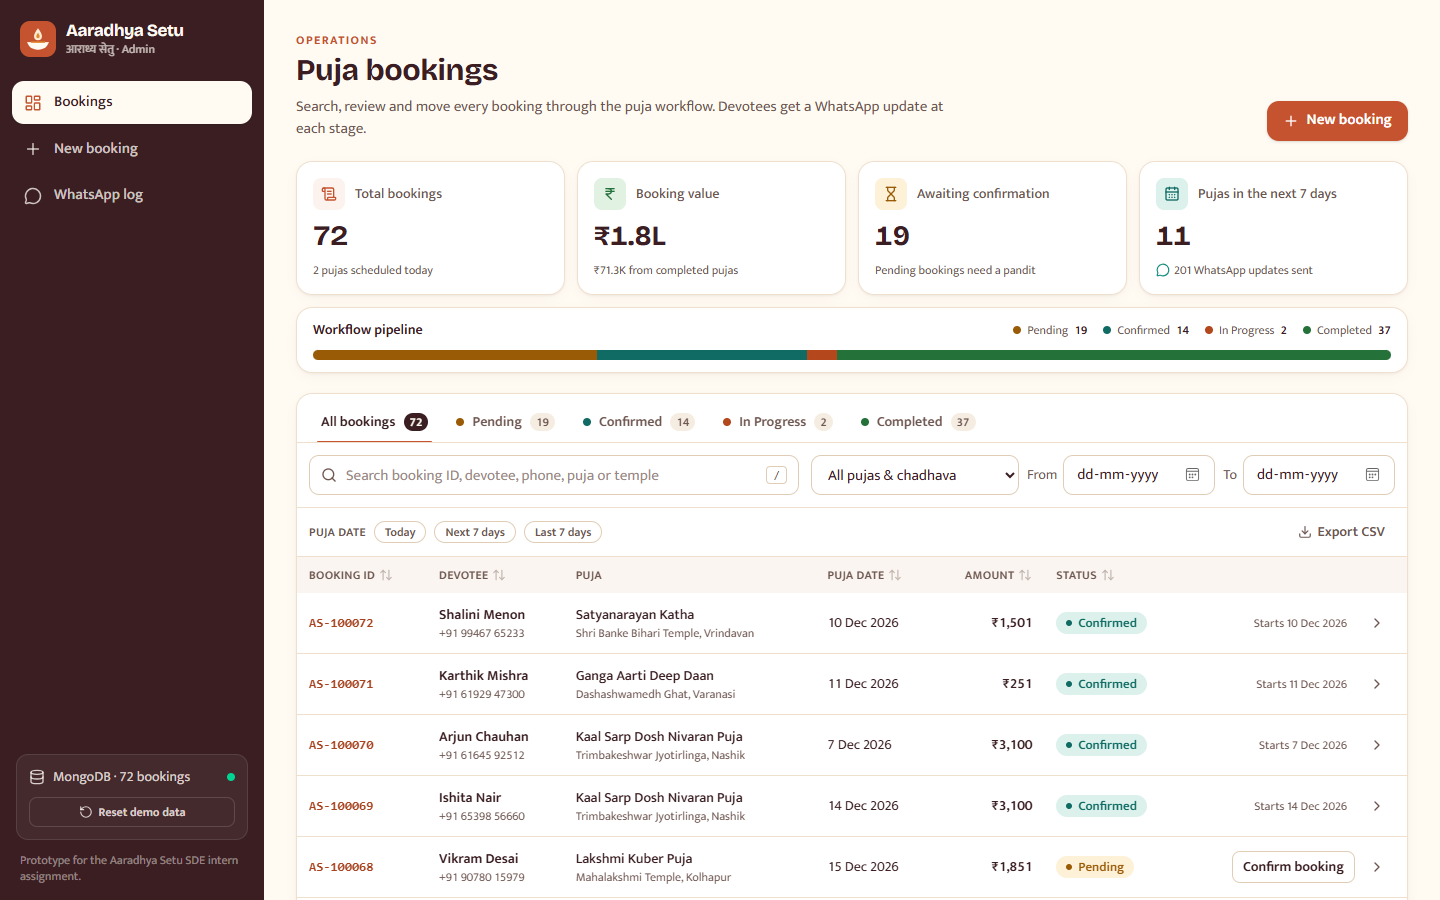 Aaradhya Setu
आराध्य सेतु · Admin
Bookings
New booking
WhatsApp log
MongoDB · 72 bookings
Reset demo data
Prototype for the Aaradhya Setu SDE intern
assignment.
OPERATIONS
Puja bookings
Search, review and move every booking through the puja workflow. Devotees get a WhatsApp update at
each stage.
New booking
Total bookings
72
2 pujas scheduled today
Booking value
₹1.8L
₹71.3K from completed pujas
Awaiting confirmation
19
Pending bookings need a pandit
Pujas in the next 7 days
11
201 WhatsApp updates sent
Workflow pipeline
Pending 19 Confirmed 14 In Progress 2 Completed 37
All bookings 72 Pending 19 Confirmed 14 In Progress 2 Completed 37
Search booking ID, devotee, phone, puja or temple / All pujas & chadhava From dd-mm-yyyy To dd-mm-yyyy
PUJA DATE Today Next 7 days Last 7 days Export CSV
BOOKING ID DEVOTEE PUJA PUJA DATE AMOUNT STATUS
AS-100072 Shalini Menon Satyanarayan Katha 10 Dec 2026 ₹1,501 Confirmed Starts 10 Dec 2026
+91 99467 65233 Shri Banke Bihari Temple, Vrindavan
AS-100071 Karthik Mishra Ganga Aarti Deep Daan 11 Dec 2026 ₹251 Confirmed Starts 11 Dec 2026
+91 61929 47300 Dashashwamedh Ghat, Varanasi
AS-100070 Arjun Chauhan Kaal Sarp Dosh Nivaran Puja 7 Dec 2026 ₹3,100 Confirmed Starts 7 Dec 2026
+91 61645 92512 Trimbakeshwar Jyotirlinga, Nashik
AS-100069 Ishita Nair Kaal Sarp Dosh Nivaran Puja 14 Dec 2026 ₹3,100 Confirmed Starts 14 Dec 2026
+91 65398 56660 Trimbakeshwar Jyotirlinga, Nashik
AS-100068 Vikram Desai Lakshmi Kuber Puja 15 Dec 2026 ₹1,851 Pending Confirm booking
+91 90780 15979 Mahalakshmi Temple, Kolhapur